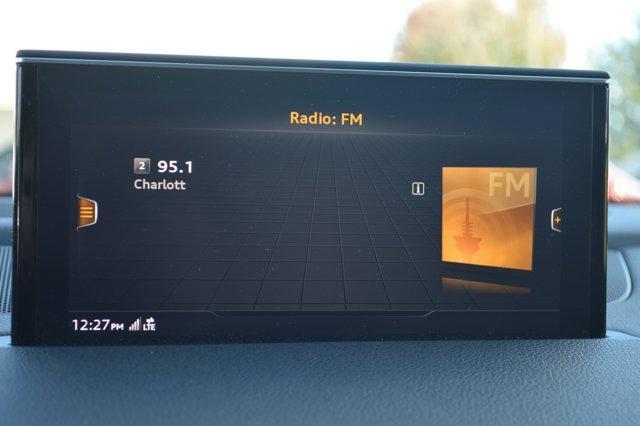 Radio: FM
2 95.1
Charlott
i
FM
+
12:27PM LTE